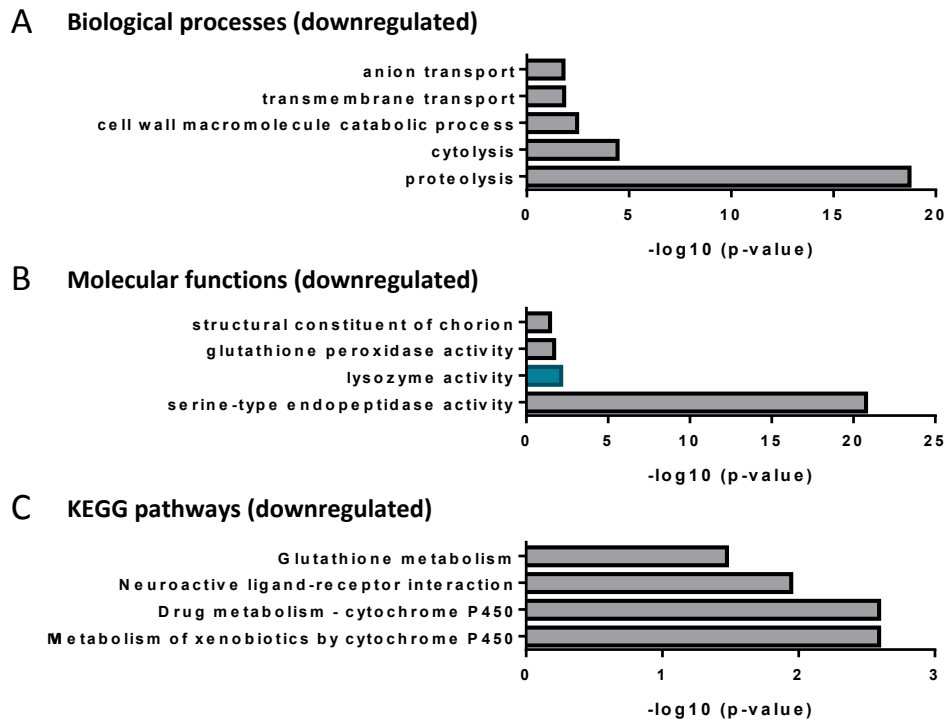 A Biological processes (downregulated)
anion transport
transmembrane transport
cell wall macromolecule catabolic process
cytolysis
proteolysis
0 5 10 15 20
-log10 (p-value)
B Molecular functions (downregulated)
structural constituent of chorion
glutathione peroxidase activity
lysozyme activity
serine-type endopeptidase activity
0 5 10 15 20 25
-log10 (p-value)
C KEGG pathways (downregulated)
Glutathione metabolism
Neuroactive ligand-receptor interaction
Drug metabolism - cytochrome P450
Metabolism of xenobiotics by cytochrome P450
0 1 2 3
-log10 (p-value)